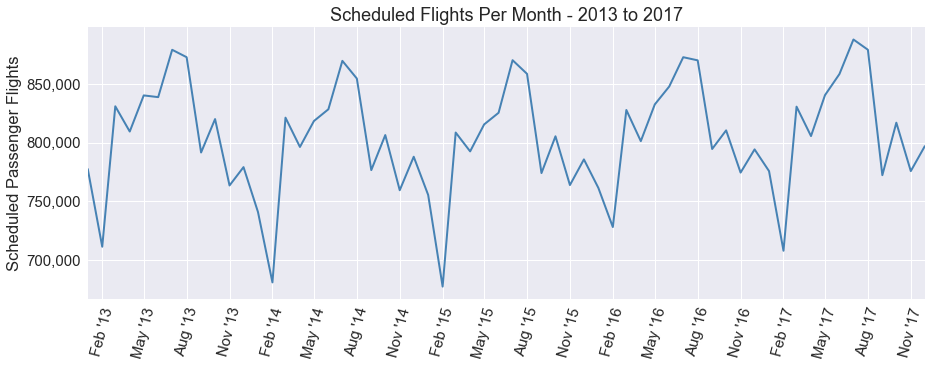 Scheduled Flights Per Month - 2013 to 2017
Scheduled Passenger Flights
850,000
800,000
750,000
700,000
Feb '13
May '13
Aug '13
Nov '13
Feb '14
May '14
Aug '14
Nov '14
Feb '15
May '15
Aug '15
Nov '15
Feb '16
May '16
Aug '16
Nov '16
Feb '17
May '17
Aug '17
Nov '17